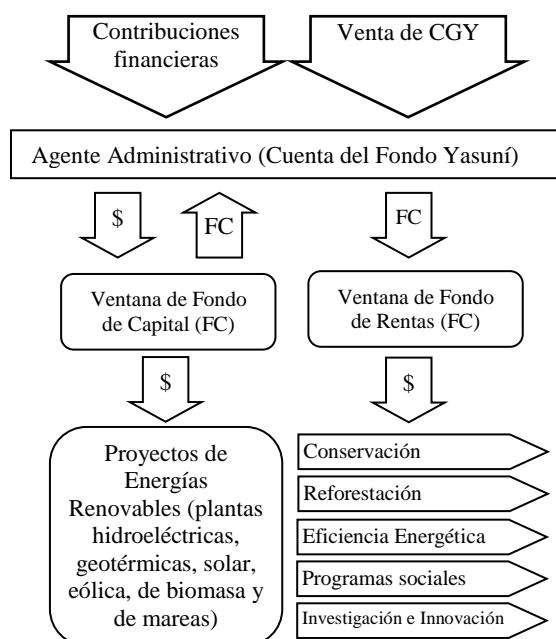 Contribuciones
financieras
Venta de CGY
Agente Administrativo (Cuenta del Fondo Yasuní)
$
FC
FC
Ventana de Fondo
de Capital (FC)
Ventana de Fondo
de Rentas (FC)
$
$
Proyectos de
Energías
Renovables (plantas
hidroeléctricas,
geotérmicas, solar,
eólica, de biomasa y
de mareas)
Conservación
Reforestación
Eficiencia Energética
Programas sociales
Investigación e Innovación